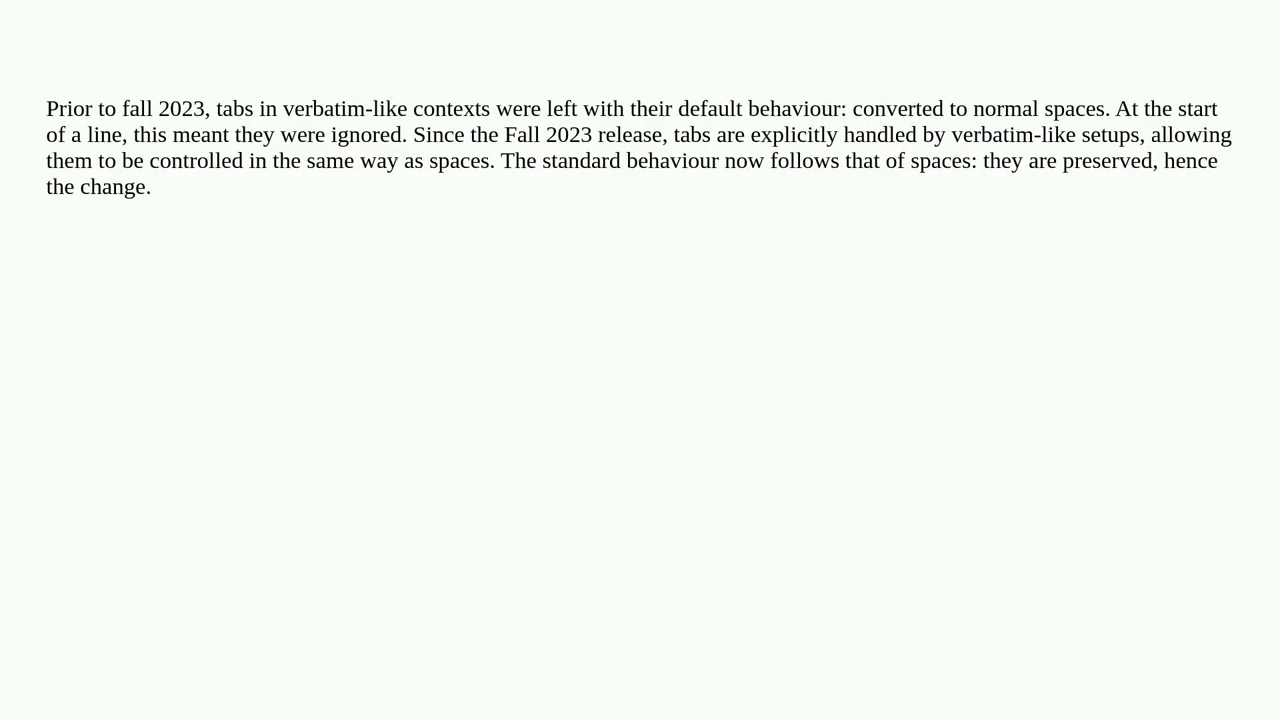 Prior to fall 2023, tabs in verbatim-like contexts were left with their default behaviour: converted to normal spaces. At the start
of a line, this meant they were ignored. Since the Fall 2023 release, tabs are explicitly handled by verbatim-like setups, allowing
them to be controlled in the same way as spaces. The standard behaviour now follows that of spaces: they are preserved, hence
the change.